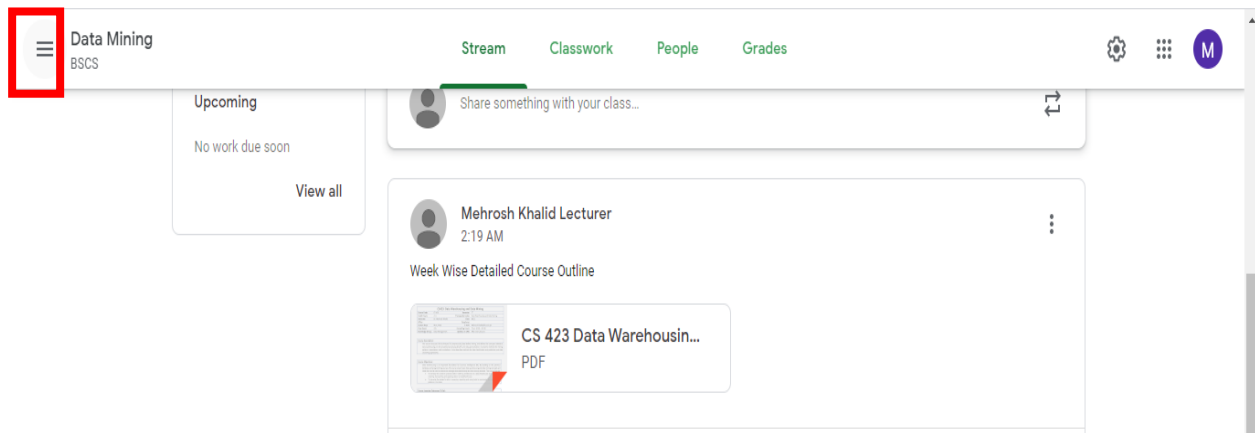 Data Mining
BSCS
Stream
Classwork
People
Grades
M
Upcoming
No work due soon
View all
Share something with your class...
Mehrosh Khalid Lecturer
2:19 AM
Week Wise Detailed Course Outline
CS 423 Data Warehousin...
PDF